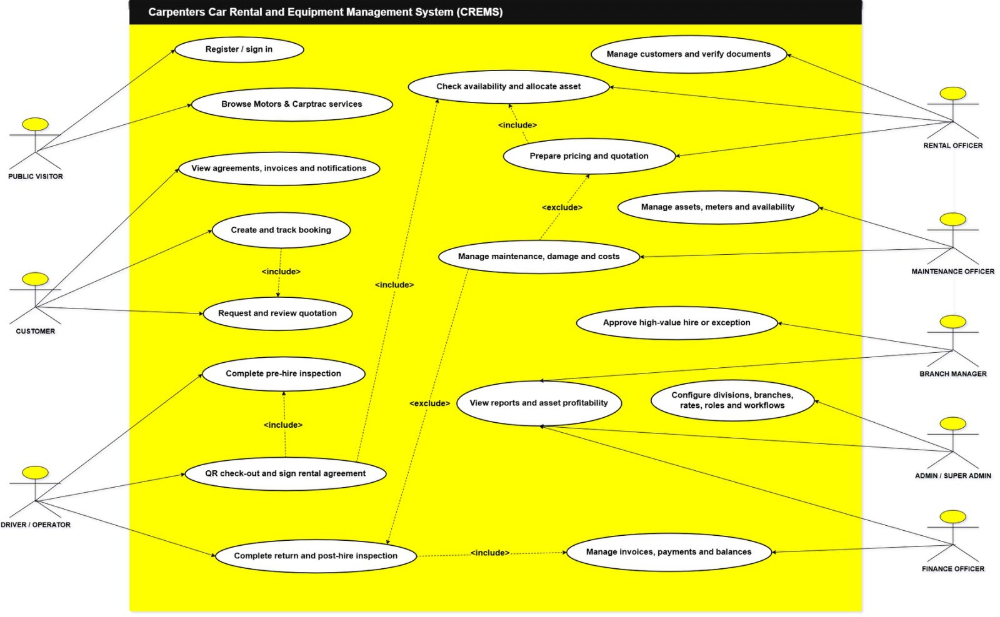 Carpenters Car Rental and Equipment Management System (CREMS)
Register / sign in
Manage customers and verify documents
Check availability and allocate asset
Browse Motors & Carptrac services
<include>
RENTAL OFFICER
Prepare pricing and quotation
View agreements, invoices and notifications
PUBLIC VISITOR
<exclude>
Manage assets, meters and availability
Create and track booking
Manage maintenance, damage and costs
<include>
MAINTENANCE OFFICER
<include>
Request and review quotation
Approve high-value hire or exception
CUSTOMER
Complete pre-hire inspection
BRANCH MANAGER
Configure divisions, branches,
rates, roles and workflows
View reports and asset profitability
<exclude>
<include>
QR check-out and sign rental agreement
ADMIN / SUPER ADMIN
DRIVER / OPERATOR
Complete return and post-hire inspection
<include>
Manage invoices, payments and balances
FINANCE OFFICER